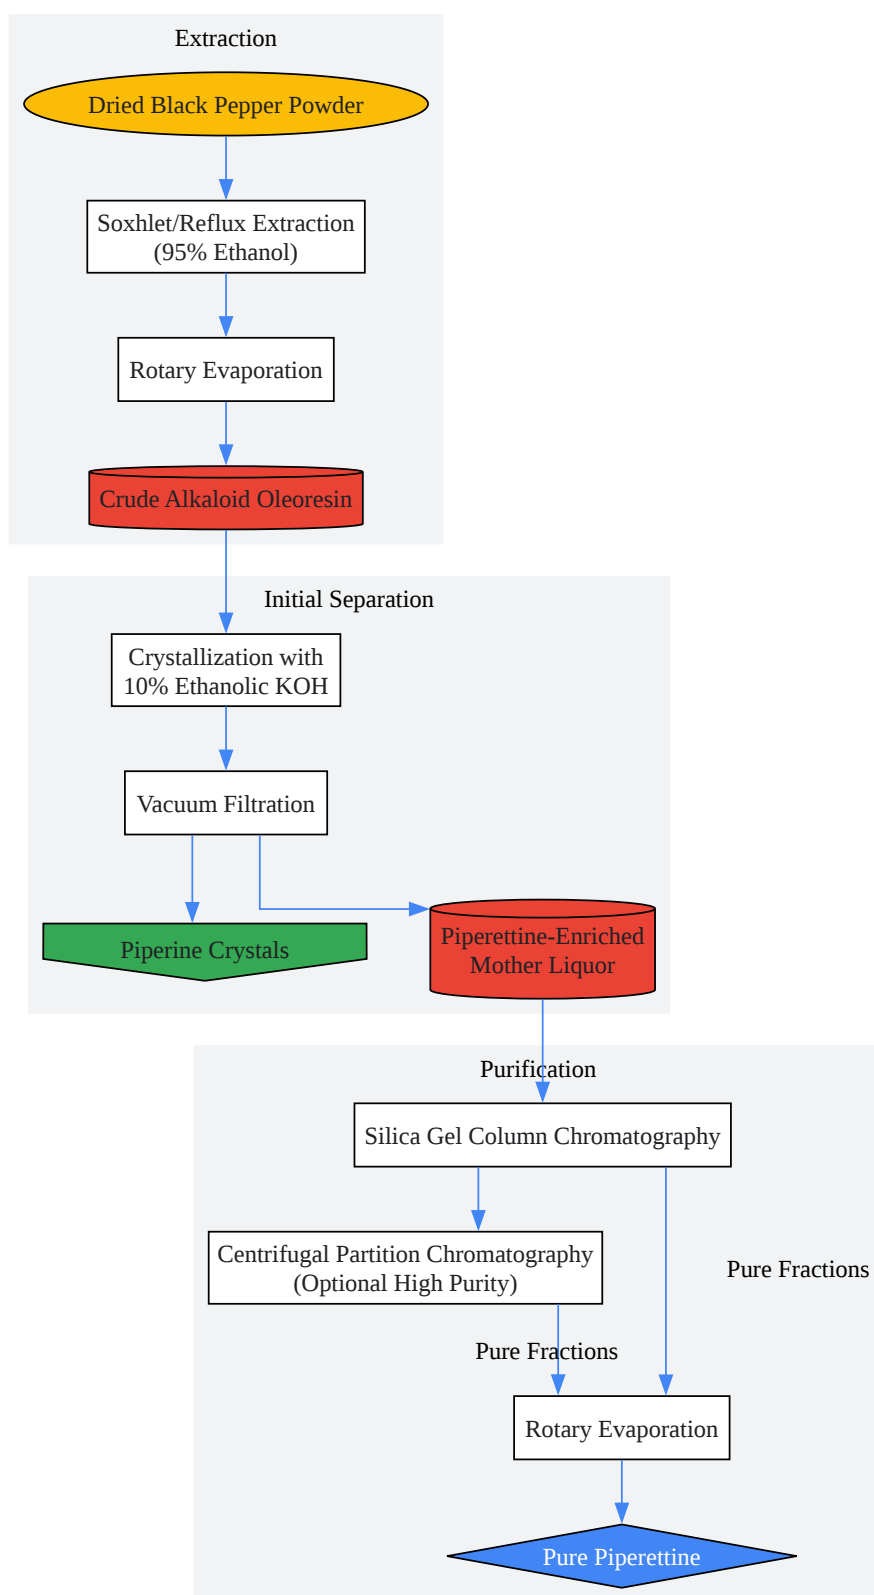 Extraction
Dried Black Pepper Powder
Soxhlet/Reflux Extraction
(95% Ethanol)
Rotary Evaporation
Crude Alkaloid Oleoresin
Initial Separation
Crystallization with
10% Ethanolic KOH
Vacuum Filtration
Piperine Crystals
Piperettine-Enriched
Mother Liquor
Purification
Silica Gel Column Chromatography
Centrifugal Partition Chromatography
(Optional High Purity)
Pure Fractions
Pure Fractions
Rotary Evaporation
Pure Piperettine